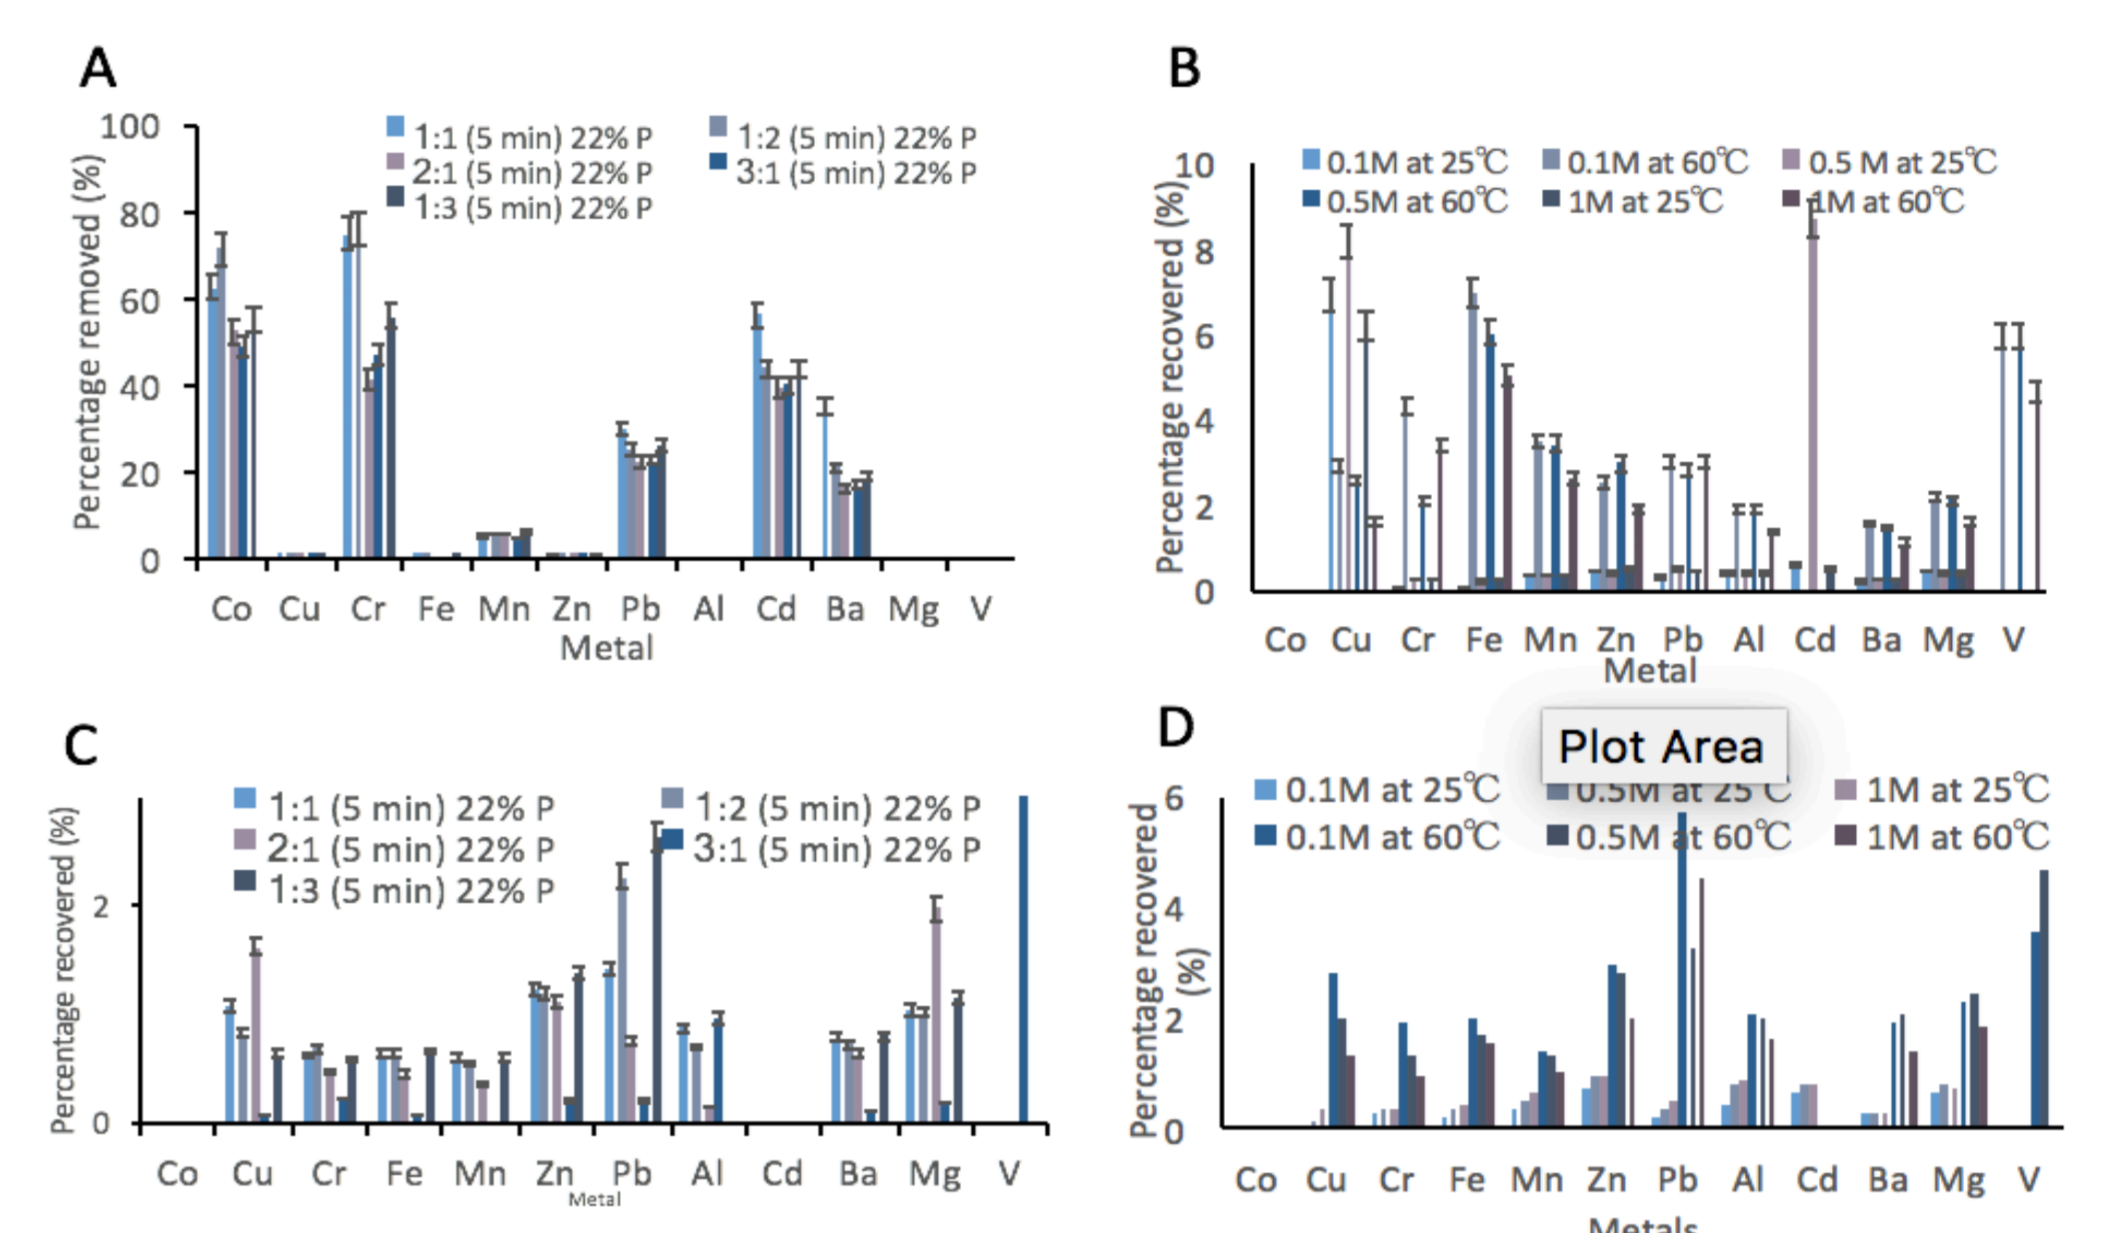 A
100
80
60
40
20
0
Percentage removed (%)
1:1 (5 min) 22% P
1:2 (5 min) 22% P
2:1 (5 min) 22% P
3:1 (5 min) 22% P
1:3 (5 min) 22% P
Co Cu Cr Fe Mn Zn Pb Al Cd Ba Mg V
Metal
B
10
8
6
4
2
0
Percentage recovered (%)
0.1M at 25℃
0.1M at 60℃
0.5 M at 25℃
0.5M at 60℃
1M at 25℃
1M at 60℃
Co Cu Cr Fe Mn Zn Pb Al Cd Ba Mg V
Metal
C
2
0
Percentage recovered (%)
1:1 (5 min) 22% P
1:2 (5 min) 22% P
2:1 (5 min) 22% P
3:1 (5 min) 22% P
1:3 (5 min) 22% P
Co Cu Cr Fe Mn Zn Pb Al Cd Ba Mg V
Metal
D
Plot Area
6
4
2
0
Percentage recovered
(%)
0.1M at 25℃
0.5M at 25℃
1M at 25℃
0.1M at 60℃
0.5M at 60℃
1M at 60℃
Co Cu Cr Fe Mn Zn Pb Al Cd Ba Mg V
Metals